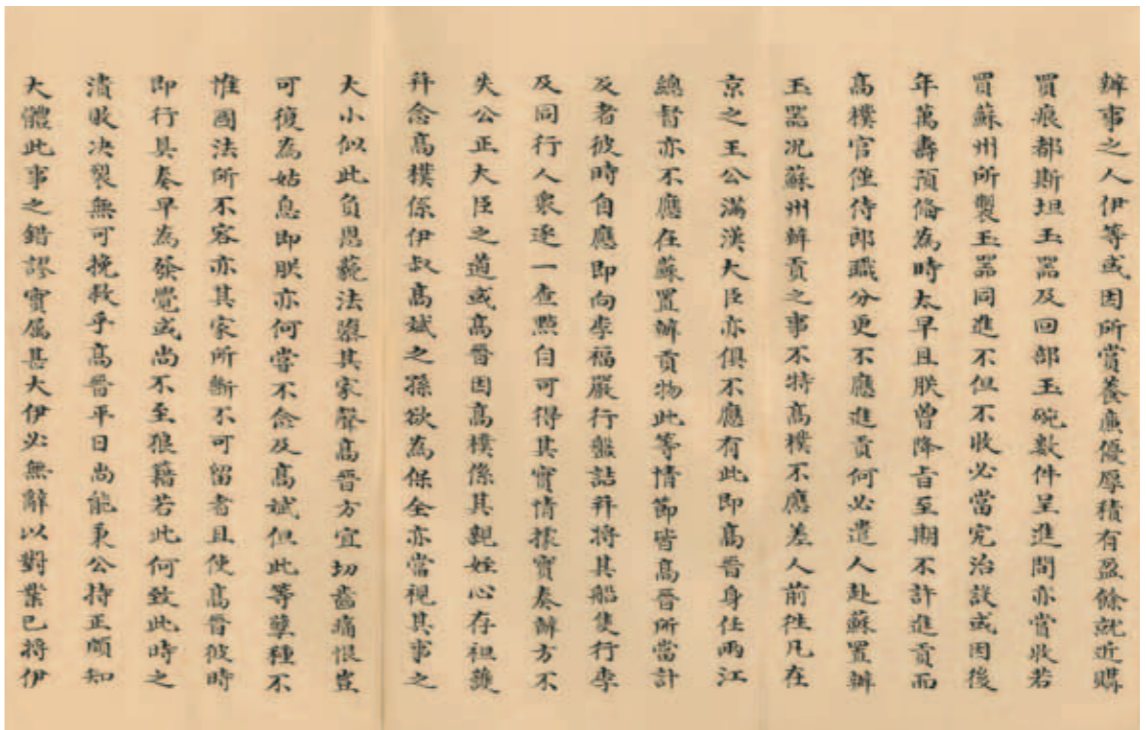 辦事之人伊等或因所賞養廉優厚積有盈餘就近購
買痕都斯坦玉器及回部玉碗數件呈進間亦嘗收若
買蘇州所製玉器同進不但不收必當究治設或因後
年萬壽預俻為時太早且朕曾降旨至期不許進貢而
高樸官僅侍郎職分更不應進貢何必遣人赴蘇置辦
玉器况蘇州辦貢之事不特高樸不應差人前徃凡在
京之王公滿漢大臣亦俱不應有此即高晉身任兩江
總督亦不應在蘇置辦貢物此等情節皆高晉所當計
及者彼時自應即向李福嚴行盤詰幷將其船隻行李
及同行人衆逐一查㸃自可得其實情據實奏辦方不
失公正大臣之道或高晉因高樸係其親姪心存袒護
幷念高樸係伊叔高斌之孫欲為保全亦當視其事之
大小似此負恩藐法隳其家聲高晉方宜切齒痛恨豈
可復為姑息即朕亦何嘗不念及高斌但此等孽種不
惟國法所不容亦其家所斷不可留者且使高晉彼時
即行具奏早為發覺或尚不至狼藉若此何致此時之
潰敗决裂無可挽救乎高晉平日尚能秉公持正頗知
大體此事之錯謬實属甚大伊必無辭以對業已將伊